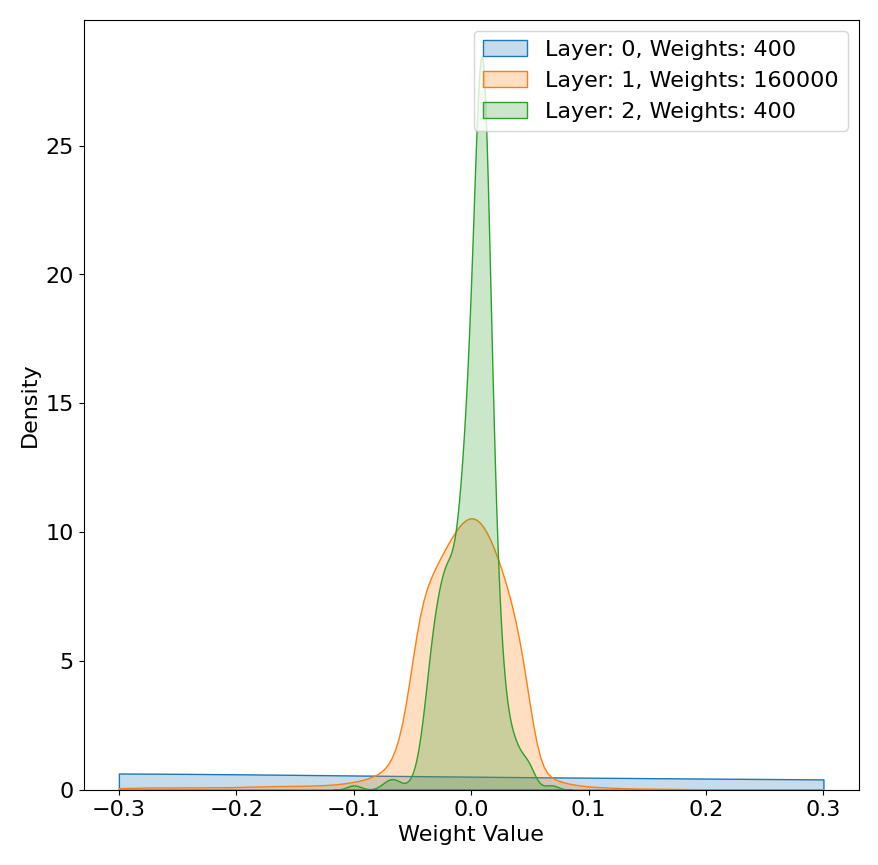 Layer: 0, Weights: 400
Layer: 1, Weights: 160000
Layer: 2, Weights: 400
Density
25
20
15
10
5
0
−0.3
−0.2
−0.1
0.0
0.1
0.2
0.3
Weight Value